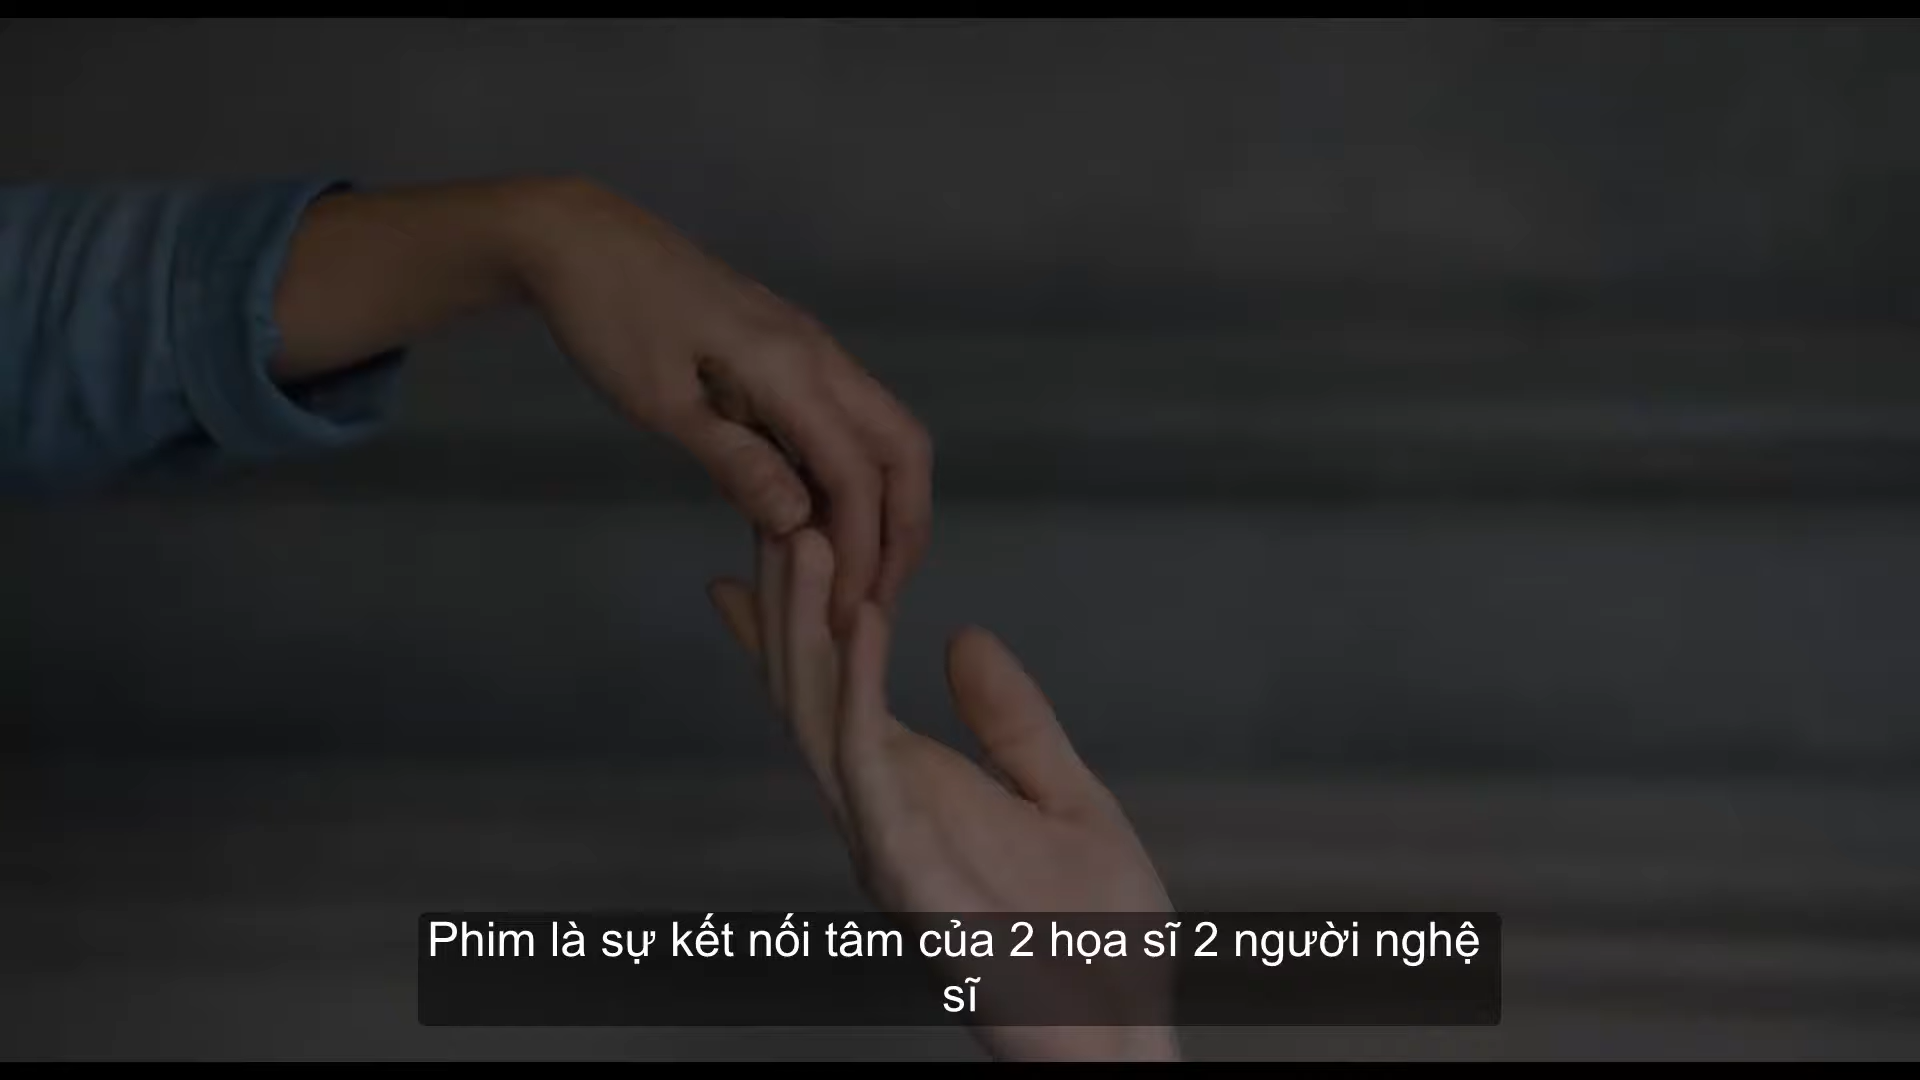 Phim là sự kết nối tâm của 2 họa sĩ 2 người nghệ
sĩ